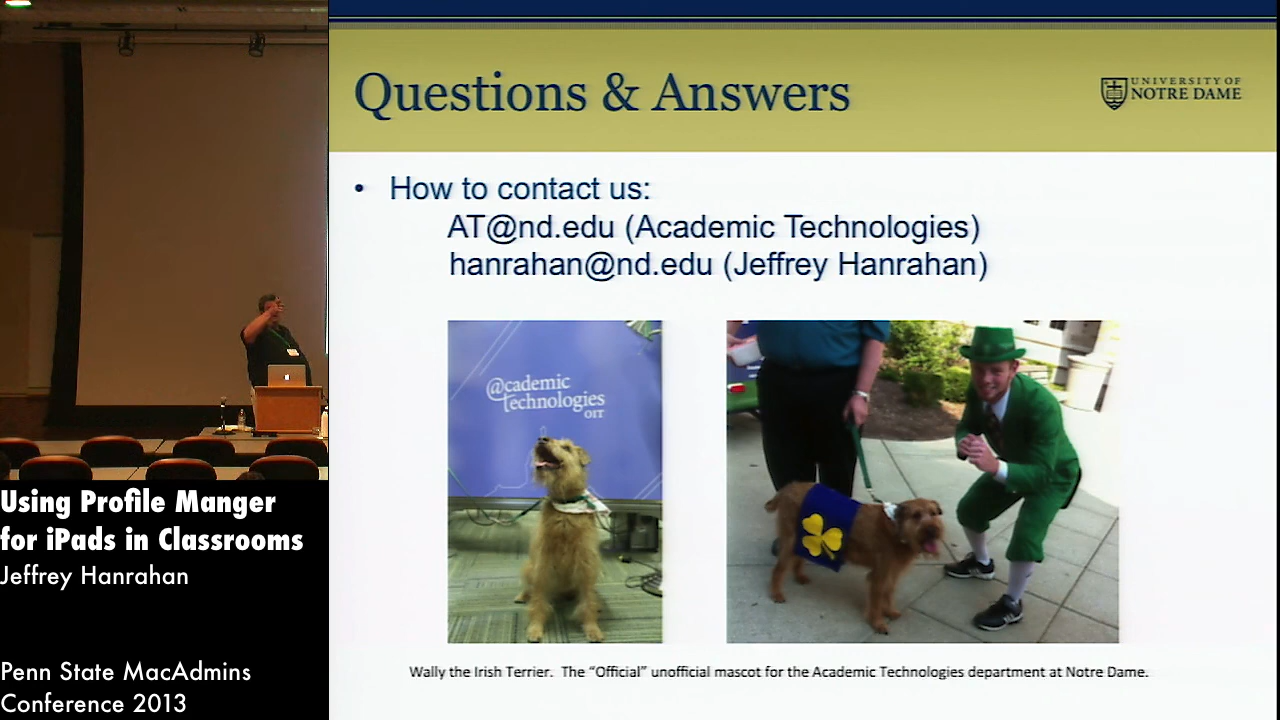 Questions & Answers
UNIVERSITY OF
NOTRE DAME
• How to contact us:
AT@nd.edu (Academic Technologies)
hanrahan@nd.edu (Jeffrey Hanrahan)
@cademic
technologies
OIT
Wally the Irish Terrier. The “Official” unofficial mascot for the Academic Technologies department at Notre Dame.
Using Profile Manger
for iPads in Classrooms
Jeffrey Hanrahan
Penn State MacAdmins
Conference 2013